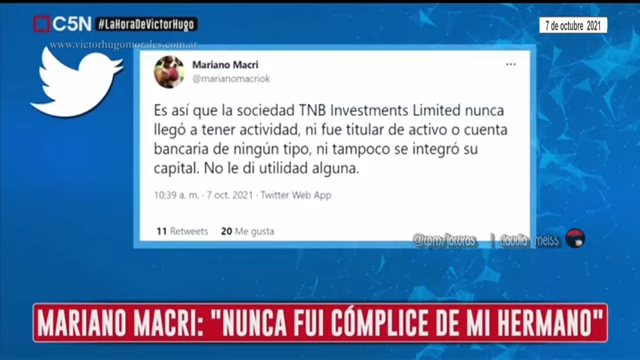 C5N
#LaHoraDeVictorHugo
7 de octubre 2021
www.victorhugomorales.com.ar
Mariano Macri
@marianomacriok
Es así que la sociedad TNB Investments Limited nunca
llegó a tener actividad, ni fue titular de activo o cuenta
bancaria de ningún tipo, ni tampoco se integró su
capital. No le di utilidad alguna.
10:39 a. m. · 7 oct. 2021 · Twitter Web App
11 Retweets 20 Me gusta
claudia meiss
MARIANO MACRI: "NUNCA FUI CÓMPLICE DE MI HERMANO"